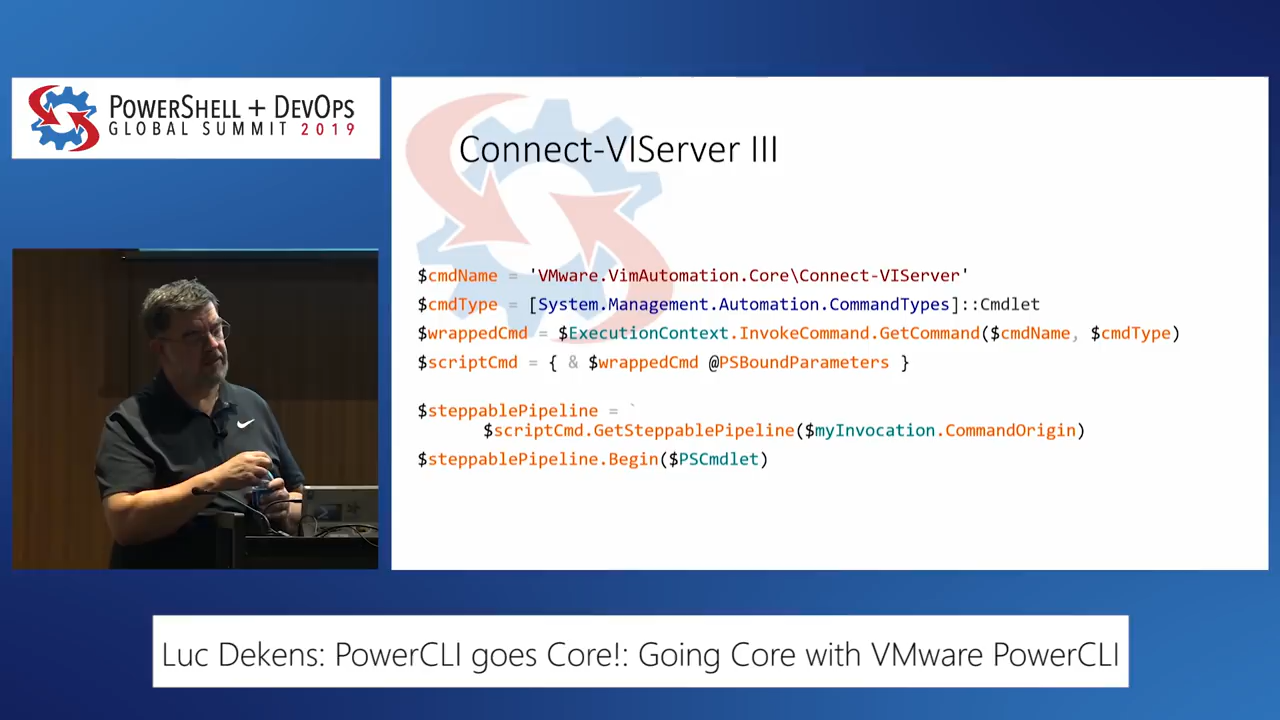 POWERSHELL + DEVOPS
GLOBAL SUMMIT 2019
Connect-VIServer III
$cmdName = 'VMware.VimAutomation.Core\Connect-VIServer'
$cmdType = [System.Management.Automation.CommandTypes]::Cmdlet
$wrappedCmd = $ExecutionContext.InvokeCommand.GetCommand($cmdName, $cmdType)
$scriptCmd = { & $wrappedCmd @PSBoundParameters }
$steppablePipeline = `
$scriptCmd.GetSteppablePipeline($myInvocation.CommandOrigin)
$steppablePipeline.Begin($PSCmdlet)
Luc Dekens: PowerCLI goes Core!: Going Core with VMware PowerCLI